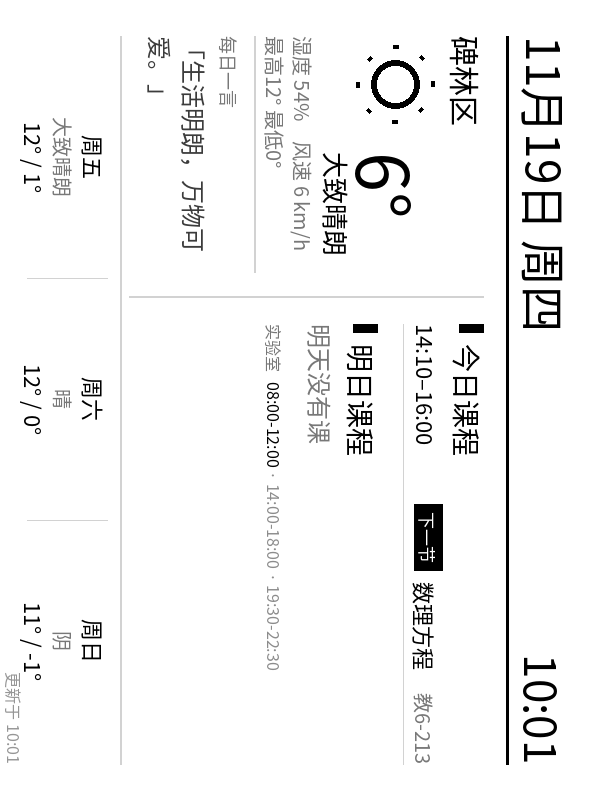 11月19日 周四
10:01
碑林区
6°
大致晴朗
湿度 54% 风速 6 km/h
最高12° 最低0°
每日一言
「生活明朗，万物可
爱。」
今日课程
14:10–16:00 下一节 数理方程 教6-213
明日课程
明天没有课
实验室 08:00-12:00 · 14:00-18:00 · 19:30-22:30
周五
大致晴朗
12° / 1°
周六
晴
12° / 0°
周日
阴
11° / -1°
更新于 10:01